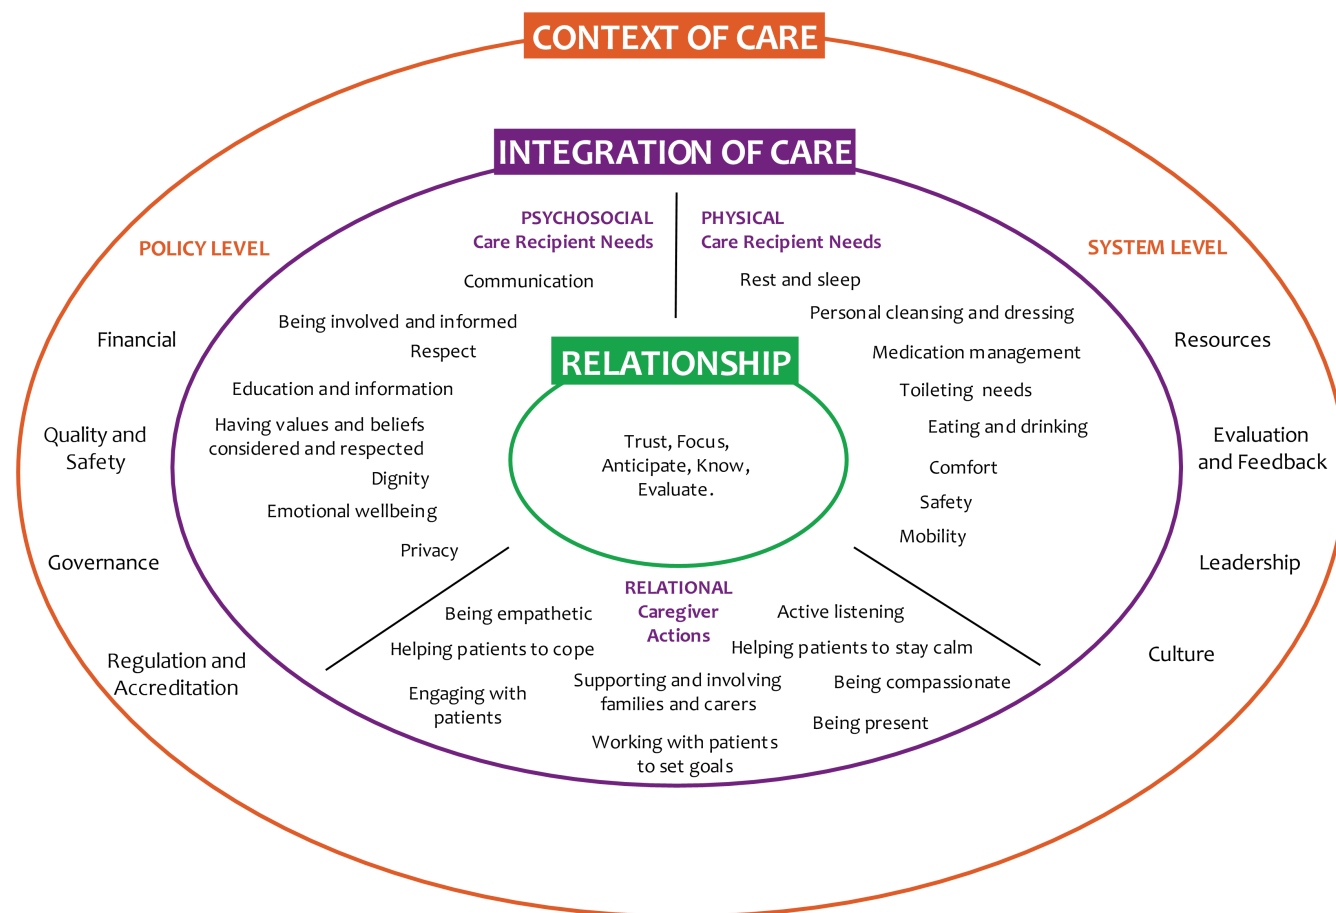 CONTEXT OF CARE
INTEGRATION OF CARE
PSYCHOSOCIAL
Care Recipient Needs
Communication
Being involved and informed
Respect
Education and information
Having values and beliefs
considered and respected
Dignity
Emotional wellbeing
Privacy
PHYSICAL
Care Recipient Needs
Rest and sleep
Personal cleansing and dressing
Medication management
Toileting needs
Eating and drinking
Comfort
Safety
Mobility
POLICY LEVEL
Financial
Quality and
Safety
Governance
Regulation and
Accreditation
SYSTEM LEVEL
Resources
Evaluation
and Feedback
Leadership
Culture
RELATIONSHIP
Trust, Focus,
Anticipate, Know,
Evaluate.
RELATIONAL
Caregiver
Actions
Being empathetic
Helping patients to cope
Engaging with
patients
Supporting and involving
families and carers
Working with patients
to set goals
Active listening
Helping patients to stay calm
Being compassionate
Being present